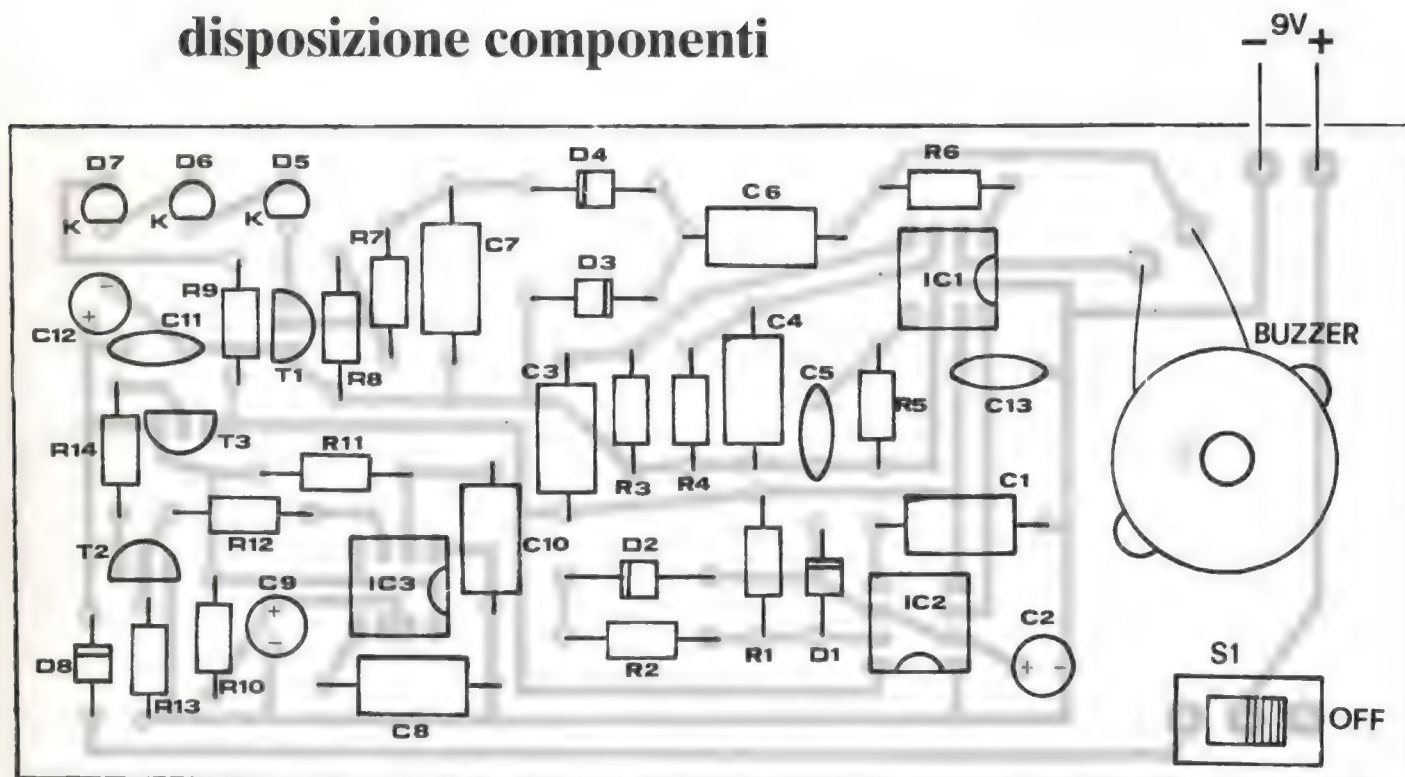 disposizione componenti
− 9V +
D7 D6 D5 D4 R6
K K K
C6
R7 C7
D3 IC1
R9
C12 C11 C4
BUZZER
T1 R8 C3 C5
R5 C13
R14 T3 R11
R3 R4 C1
R12 C10
T2 D2
C9 IC3 IC2 C2
S1
D8 R2 R1 D1
R13 R10
C8
OFF
+ −
+ −
+ −